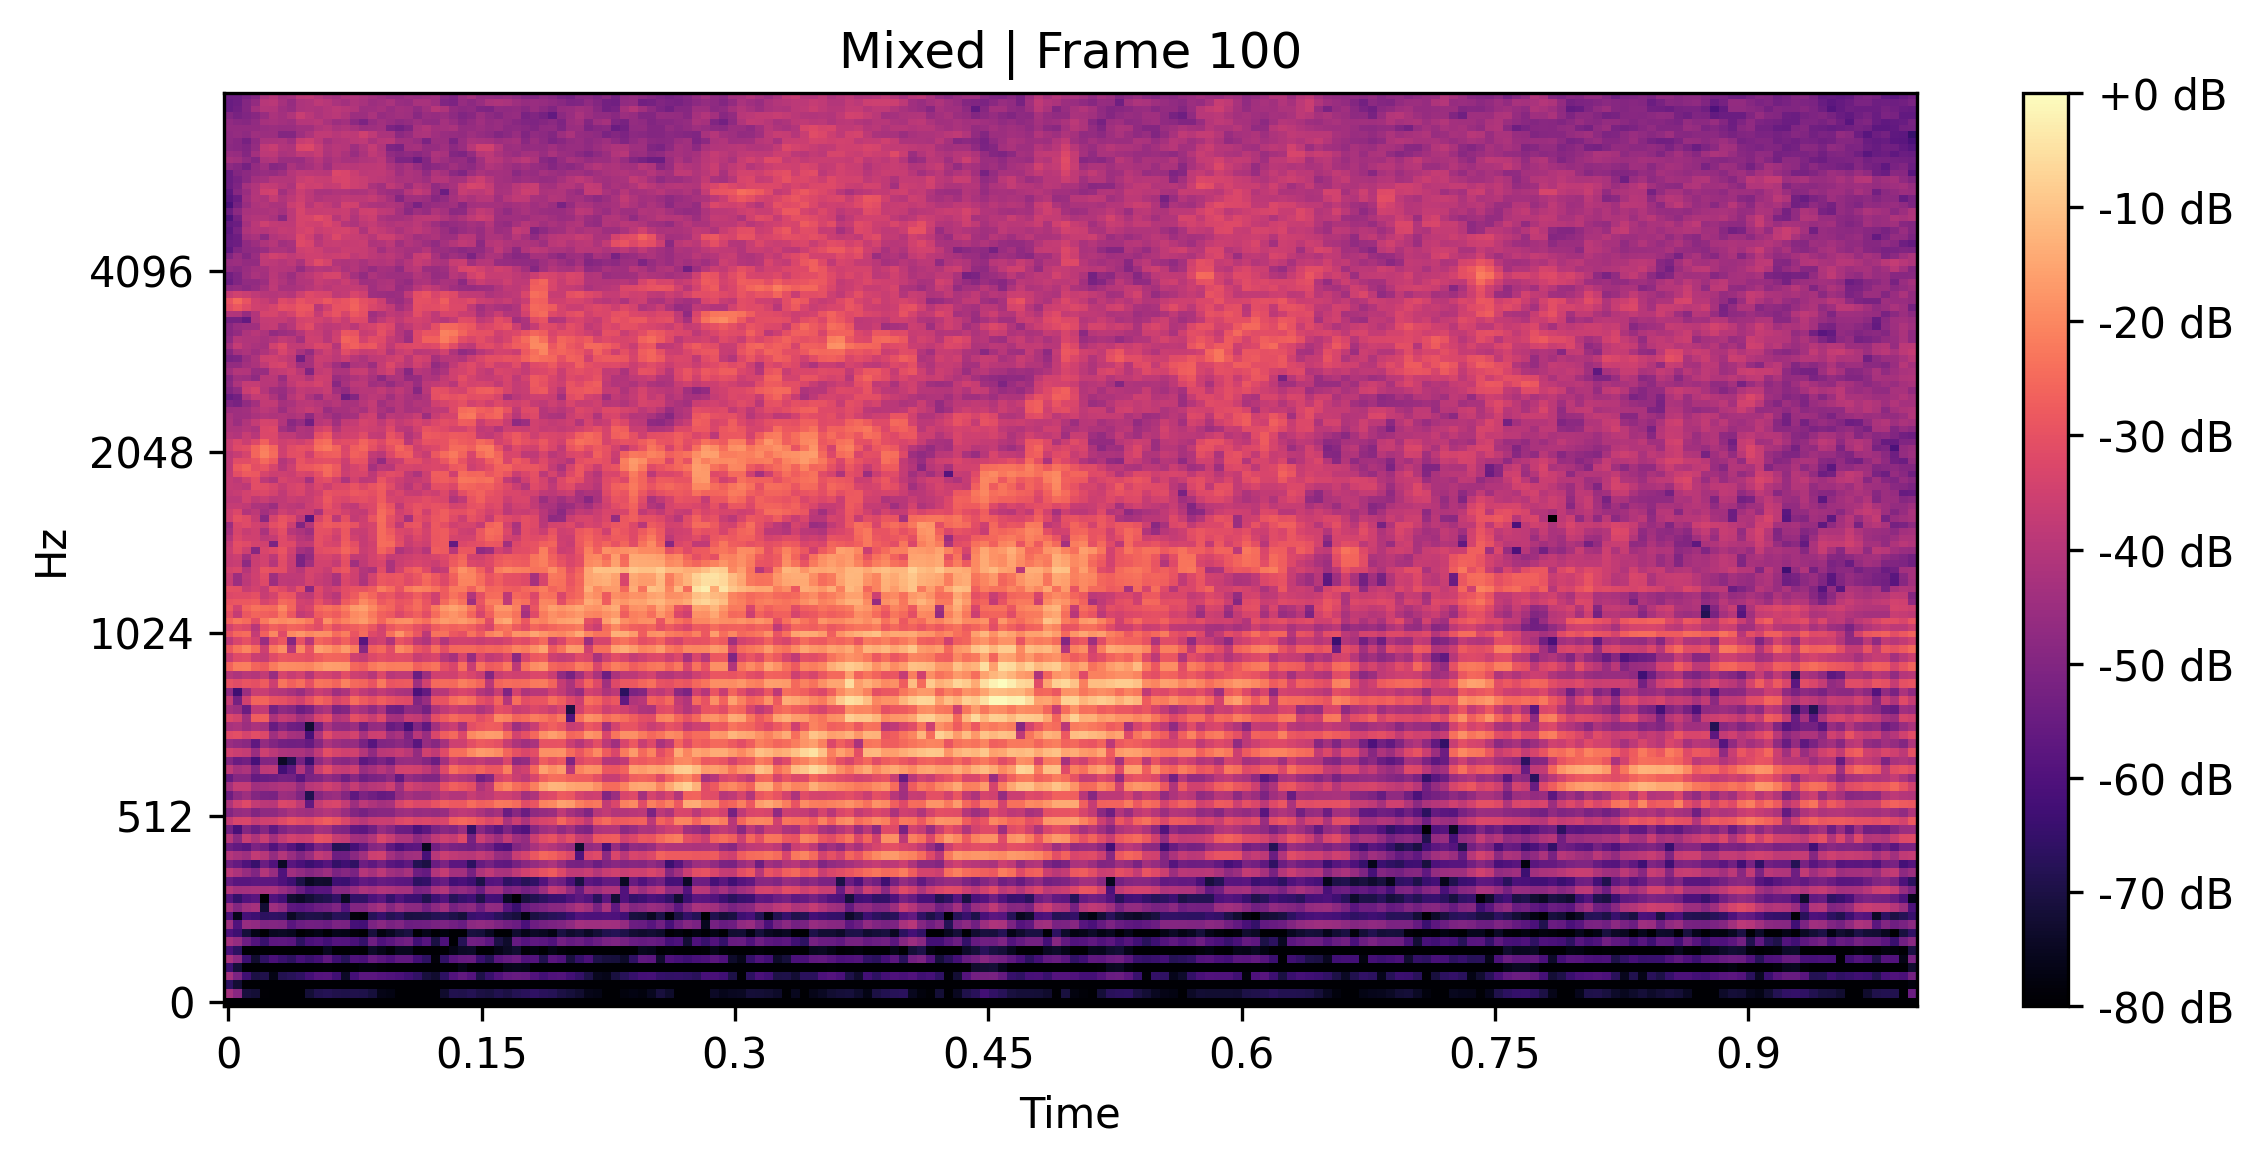 Mixed | Frame 100
+0 dB
-10 dB
-20 dB
-30 dB
-40 dB
-50 dB
-60 dB
-70 dB
-80 dB
4096
2048
1024
512
0
Hz
0 0.15 0.3 0.45 0.6 0.75 0.9
Time